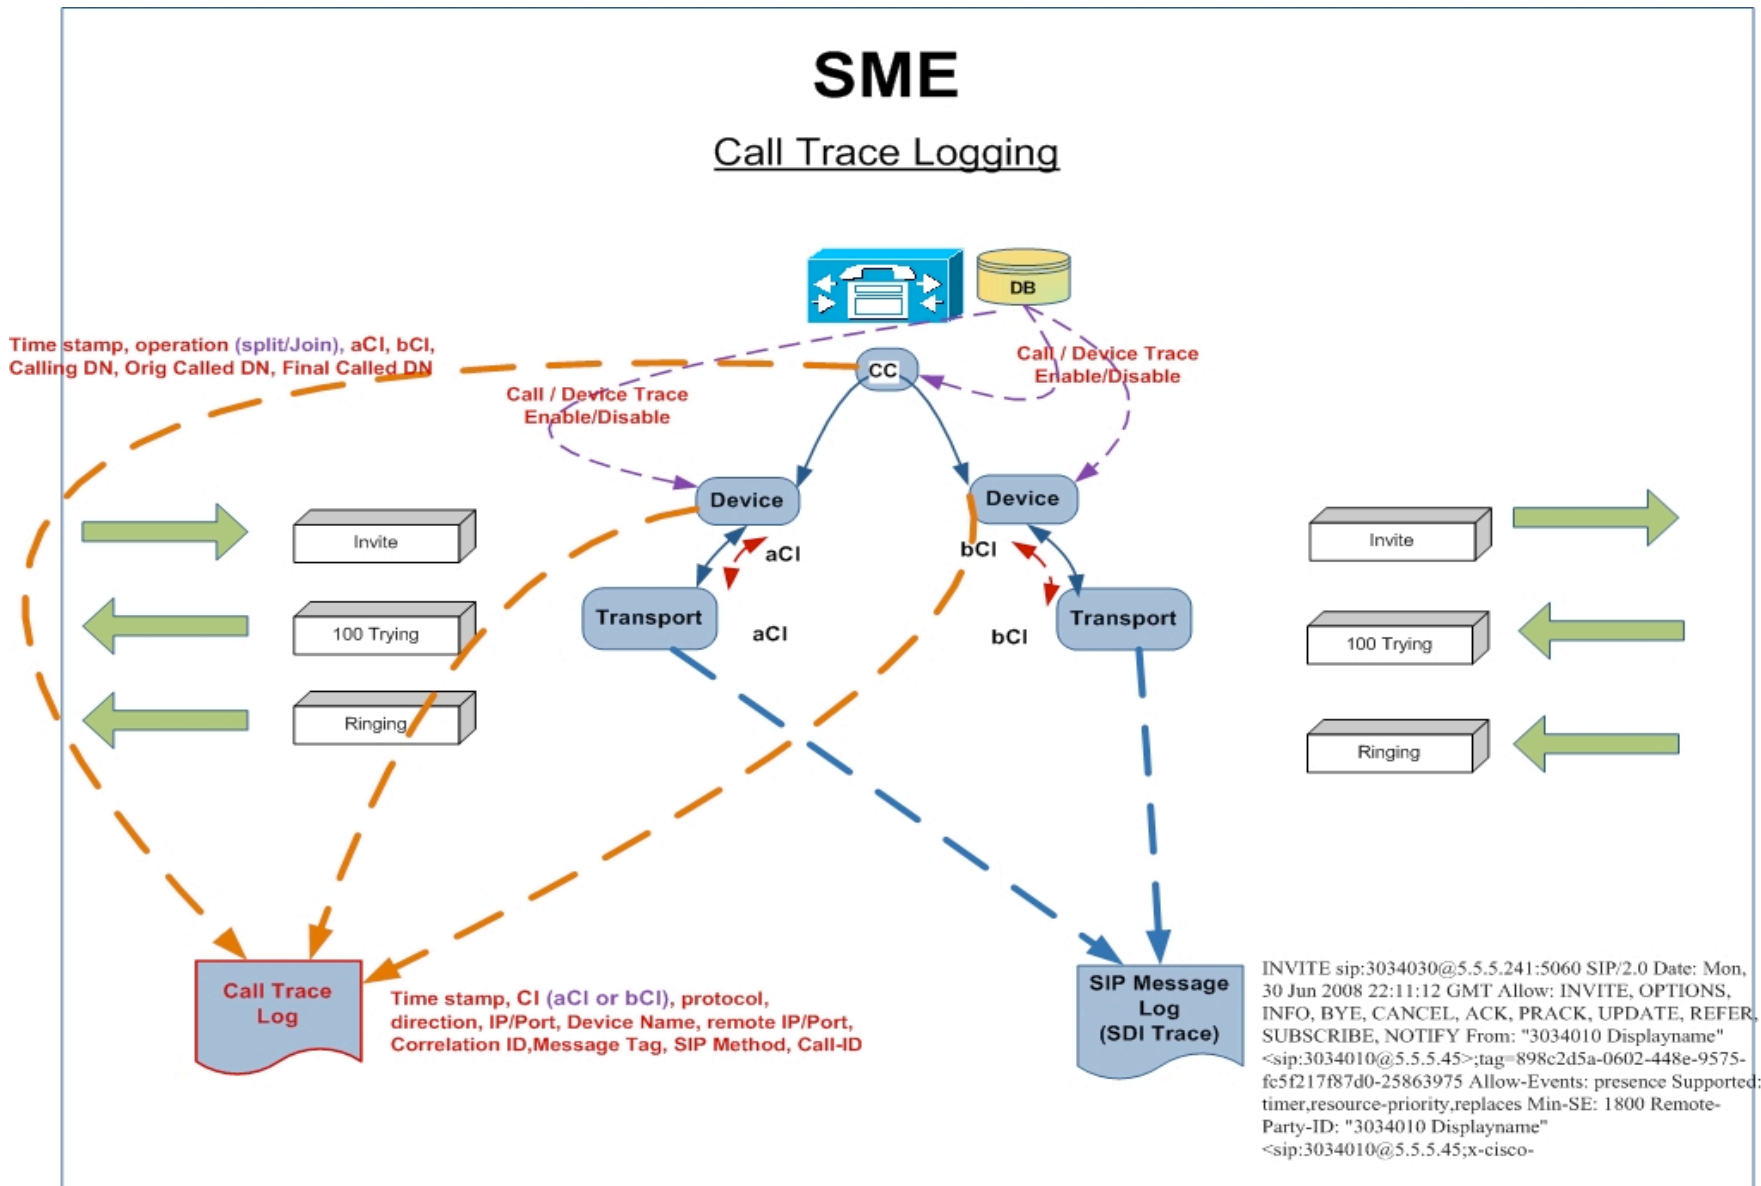 SME
Call Trace Logging
DB
Time stamp, operation (split/Join), aCI, bCI,
Calling DN, Orig Called DN, Final Called DN
CC
Call / Device Trace
Enable/Disable
Call / Device Trace
Enable/Disable
Device
Device
Invite
aCI
bCI
Invite
100 Trying
Transport
aCI
bCI
Transport
100 Trying
Ringing
Ringing
Call Trace
Log
Time stamp, CI (aCI or bCI), protocol,
direction, IP/Port, Device Name, remote IP/Port,
Correlation ID,Message Tag, SIP Method, Call-ID
SIP Message
Log
(SDI Trace)
INVITE sip:3034030@5.5.5.241:5060 SIP/2.0 Date: Mon,
30 Jun 2008 22:11:12 GMT Allow: INVITE, OPTIONS,
INFO, BYE, CANCEL, ACK, PRACK, UPDATE, REFER,
SUBSCRIBE, NOTIFY From: "3034010 Displayname"
<sip:3034010@5.5.5.45>;tag=898c2d5a-0602-448e-9575-
fc5f217f87d0-25863975 Allow-Events: presence Supported:
timer,resource-priority,replaces Min-SE: 1800 Remote-
Party-ID: "3034010 Displayname"
<sip:3034010@5.5.5.45;x-cisco-